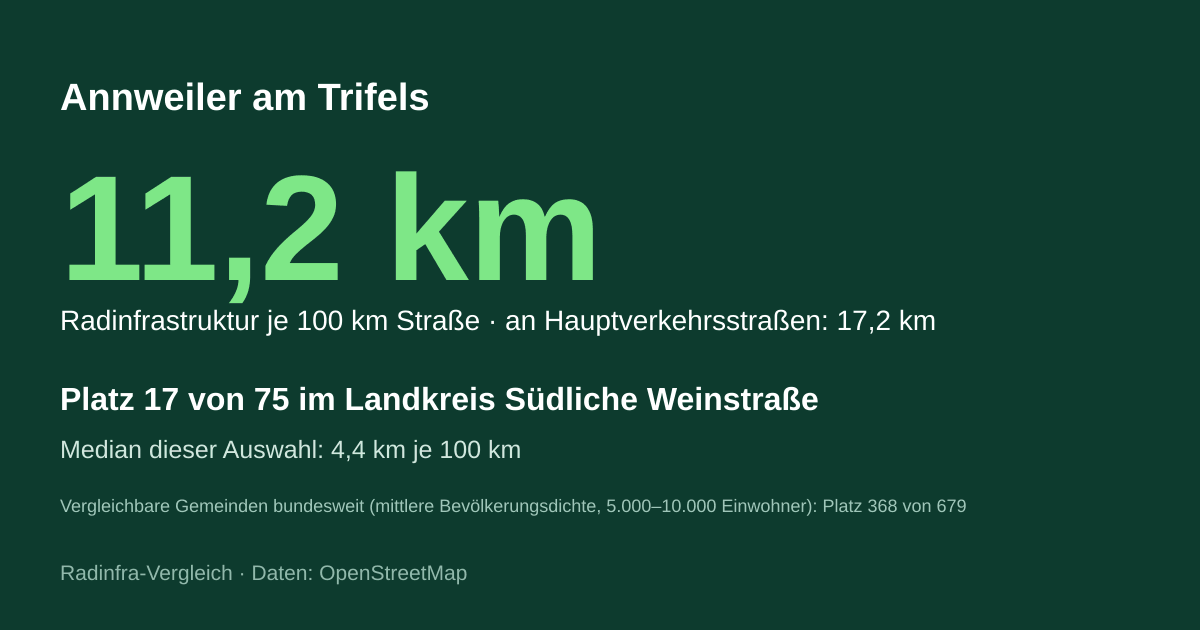 Annweiler am Trifels
11,2 km
Radinfrastruktur je 100 km Straße · an Hauptverkehrsstraßen: 17,2 km
Platz 17 von 75 im Landkreis Südliche Weinstraße
Median dieser Auswahl: 4,4 km je 100 km
Vergleichbare Gemeinden bundesweit (mittlere Bevölkerungsdichte, 5.000–10.000 Einwohner): Platz 368 von 679
Radinfra-Vergleich · Daten: OpenStreetMap